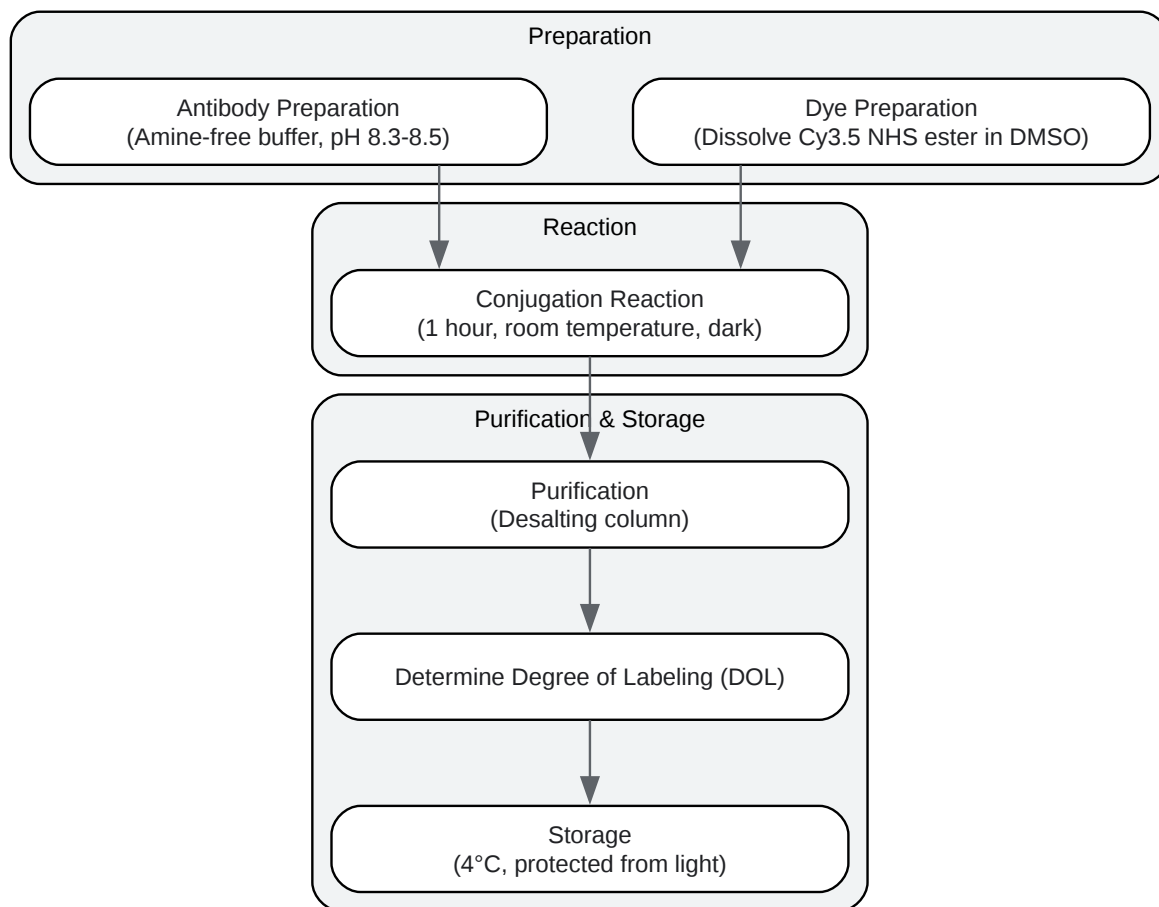 Preparation
Antibody Preparation
(Amine-free buffer, pH 8.3-8.5)
Dye Preparation
(Dissolve Cy3.5 NHS ester in DMSO)
Reaction
Conjugation Reaction
(1 hour, room temperature, dark)
Purification & Storage
Purification
(Desalting column)
Determine Degree of Labeling (DOL)
Storage
(4°C, protected from light)